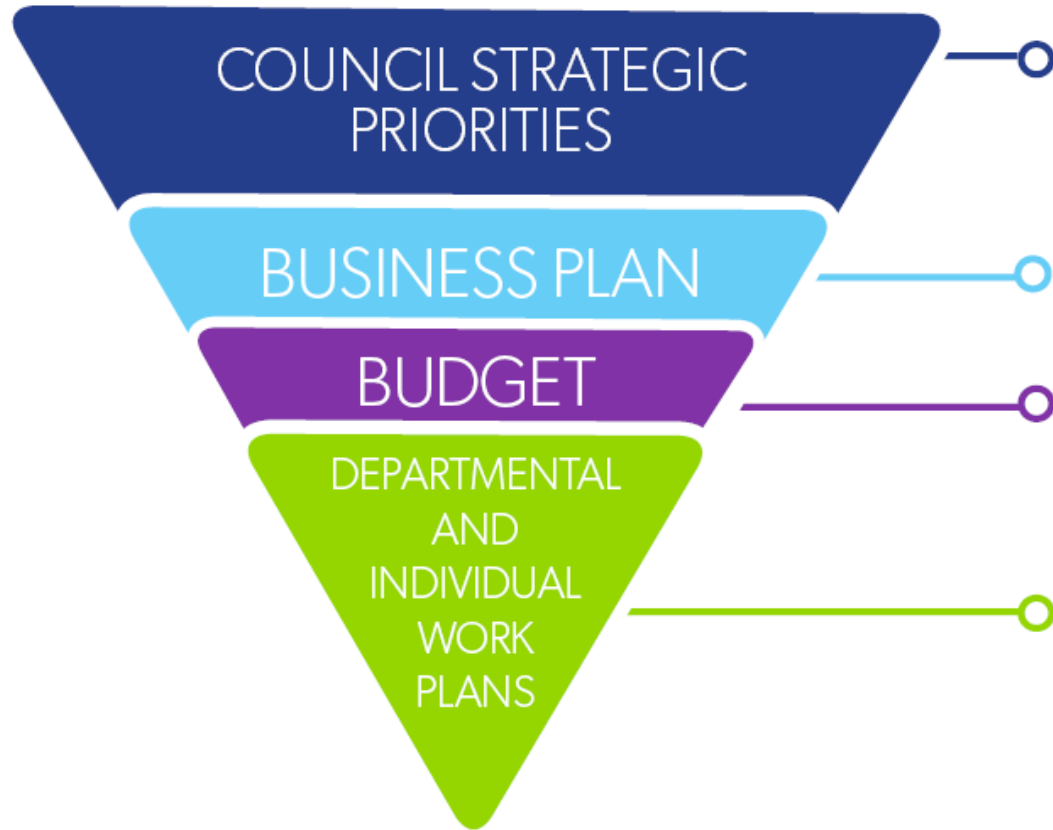 COUNCIL STRATEGIC
PRIORITIES
BUSINESS PLAN
BUDGET
DEPARTMENTAL
AND
INDIVIDUAL
WORK
PLANS